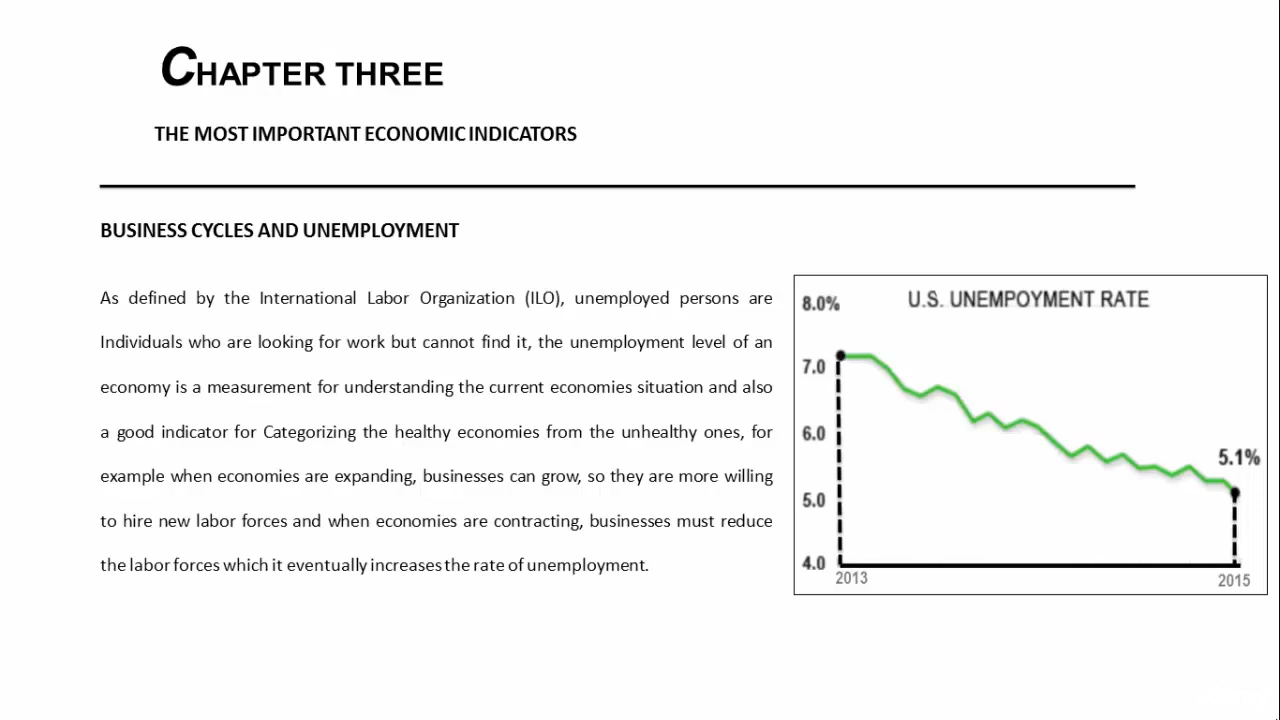 CHAPTER THREE
THE MOST IMPORTANT ECONOMIC INDICATORS
BUSINESS CYCLES AND UNEMPLOYMENT
As defined by the International Labor Organization (ILO), unemployed persons are
Individuals who are looking for work but cannot find it, the unemployment level of an
economy is a measurement for understanding the current economies situation and also
a good indicator for Categorizing the healthy economies from the unhealthy ones, for
example when economies are expanding, businesses can grow, so they are more willing
to hire new labor forces and when economies are contracting, businesses must reduce
the labor forces which it eventually increases the rate of unemployment.
U.S. UNEMPOYMENT RATE
8.0%
7.0
6.0
5.1%
5.0
4.0
2013
2015